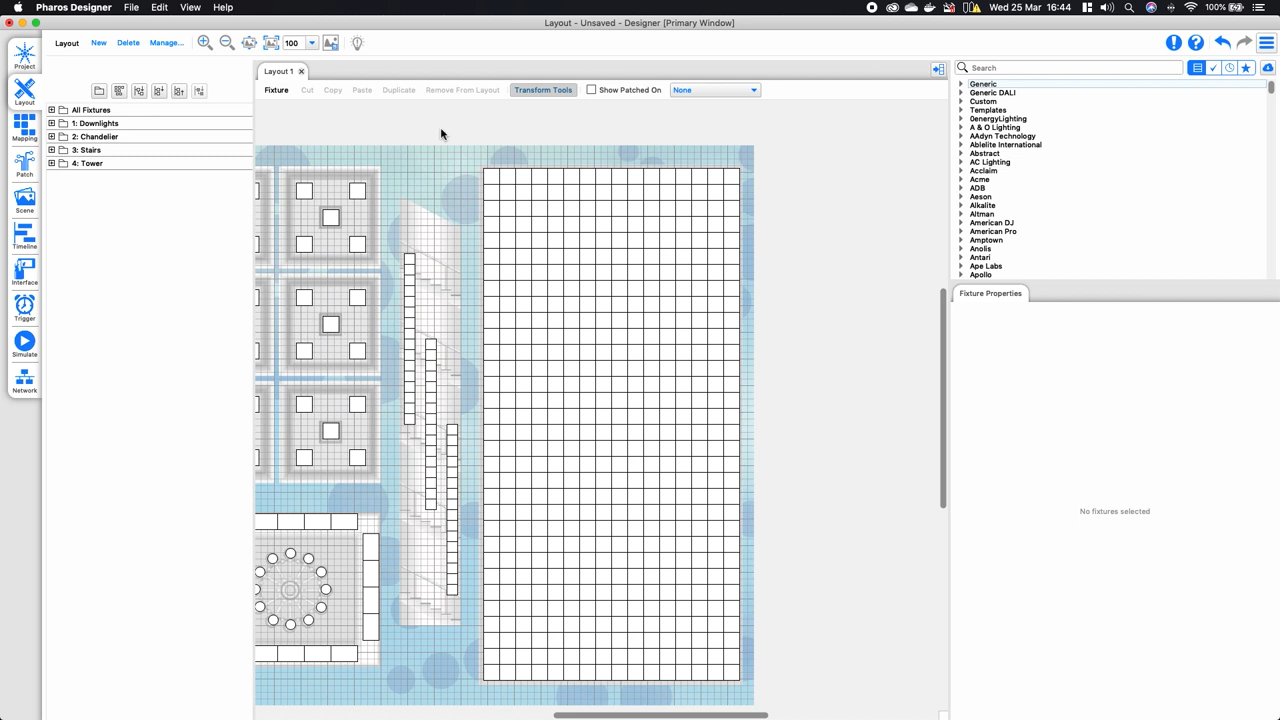 Pharos Designer File Edit View Help
100% Wed 25 Mar 16:44
Layout - Unsaved - Designer [Primary Window]
Layout New Delete Manage... 100
Project
Layout
Mapping
Patch
Scene
Timeline
Interface
Trigger
Simulate
Network
All Fixtures
1: Downlights
2: Chandelier
3: Stairs
4: Tower
Layout 1
Fixture Cut Copy Paste Duplicate Remove From Layout Transform Tools Show Patched On None
Search
Generic
Generic DALI
Custom
Templates
0energyLighting
A & O Lighting
AAdyn Technology
Ablelite International
Abstract
AC Lighting
Acclaim
Acme
ADB
Aeson
Alkalite
Altman
American DJ
American Pro
Amptown
Anolis
Antari
Ape Labs
Apollo
Fixture Properties
No fixtures selected